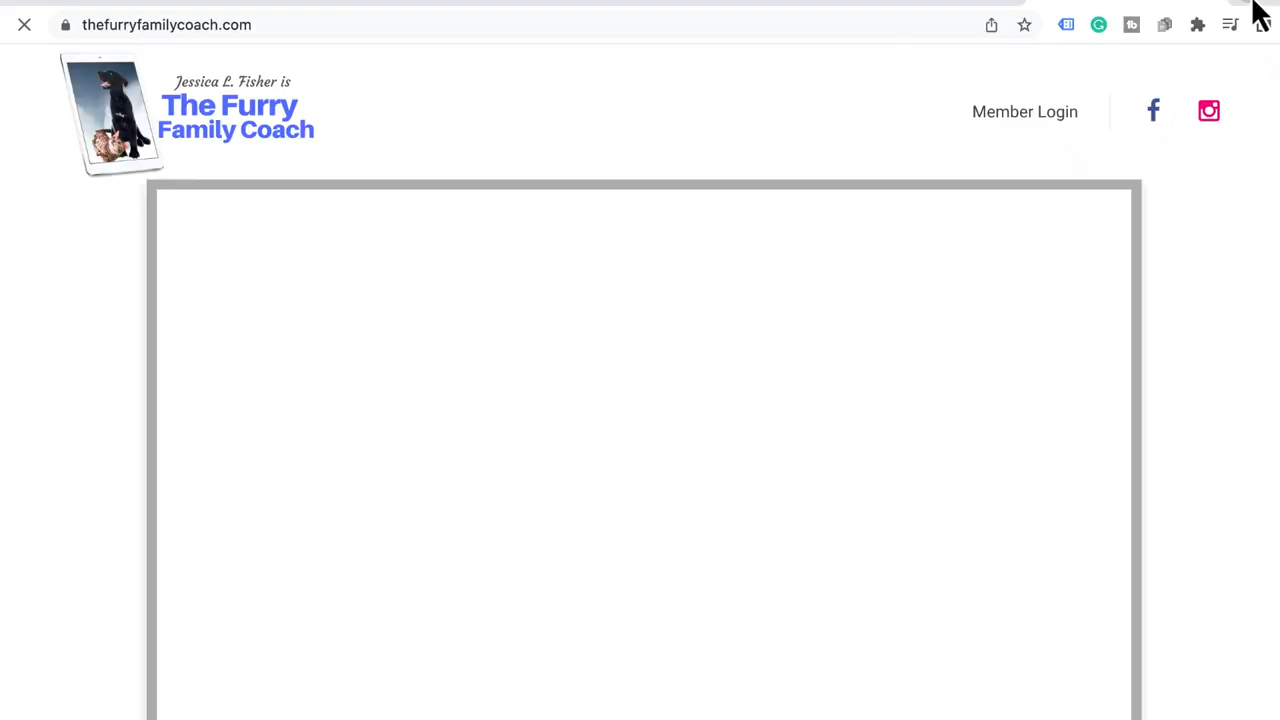 thefurryfamilycoach.com
Jessica L. Fisher is
The Furry
Family Coach
Member Login